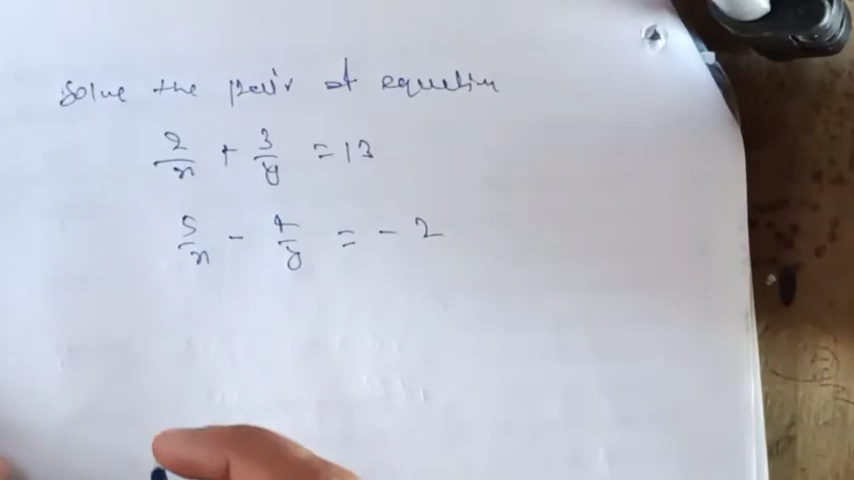 Solve the pair of equation
2/x + 3/y = 13
5/x - 4/y = - 2